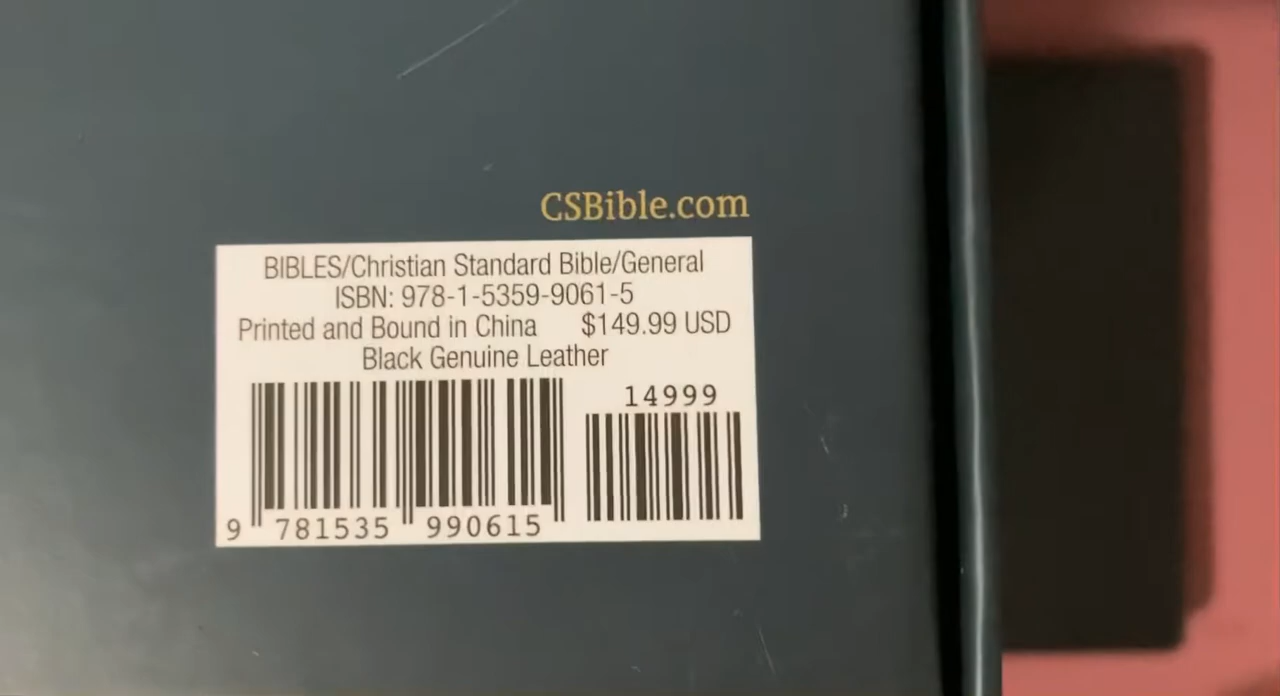 CSBible.com
BIBLES/Christian Standard Bible/General
ISBN: 978-1-5359-9061-5
Printed and Bound in China $149.99 USD
Black Genuine Leather
14999
9 781535 990615